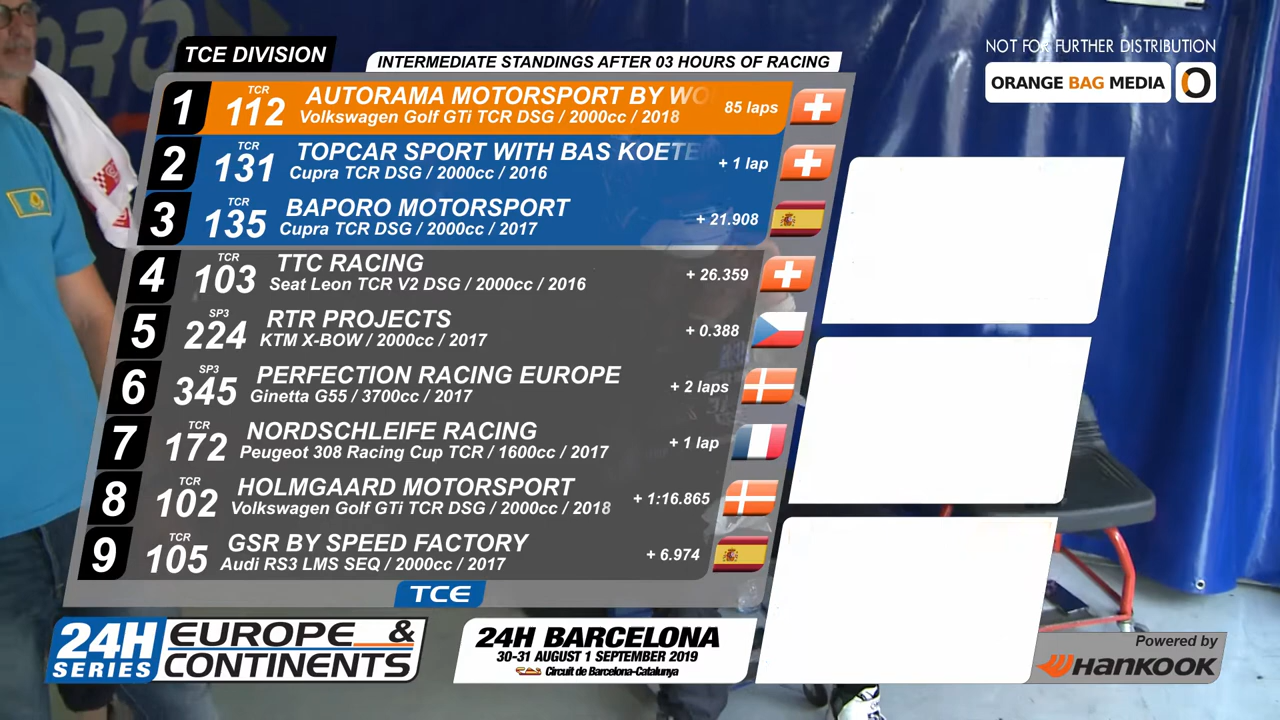 TCE DIVISION
INTERMEDIATE STANDINGS AFTER 03 HOURS OF RACING
NOT FOR FURTHER DISTRIBUTION
ORANGE BAG MEDIA
1 TCR 112 AUTORAMA MOTORSPORT BY 85 laps
Volkswagen Golf GTi TCR DSG / 2000cc / 2018
2 TCR 131 TOPCAR SPORT WITH BAS + 1 lap
Cupra TCR DSG / 2000cc / 2016
3 TCR 135 BAPORO MOTORSPORT + 21.908
Cupra TCR DSG / 2000cc / 2017
4 TCR 103 TTC RACING + 26.359
Seat Leon TCR V2 DSG / 2000cc / 2016
5 SP3 224 RTR PROJECTS + 0.388
KTM X-BOW / 2000cc / 2017
6 SP3 345 PERFECTION RACING EUROPE + 2 laps
Ginetta G55 / 3700cc / 2017
7 TCR 172 NORDSCHLEIFE RACING + 1 lap
Peugeot 308 Racing Cup TCR / 1600cc / 2017
8 TCR 102 HOLMGAARD MOTORSPORT + 1:16.865
Volkswagen Golf GTi TCR DSG / 2000cc / 2018
9 TCR 105 GSR BY SPEED FACTORY + 6.974
Audi RS3 LMS SEQ / 2000cc / 2017
TCE
24H SERIES
EUROPE & CONTINENTS
24H BARCELONA
30-31 AUGUST 1 SEPTEMBER 2019
Circuit de Barcelona-Catalunya
Powered by
HANKOOK